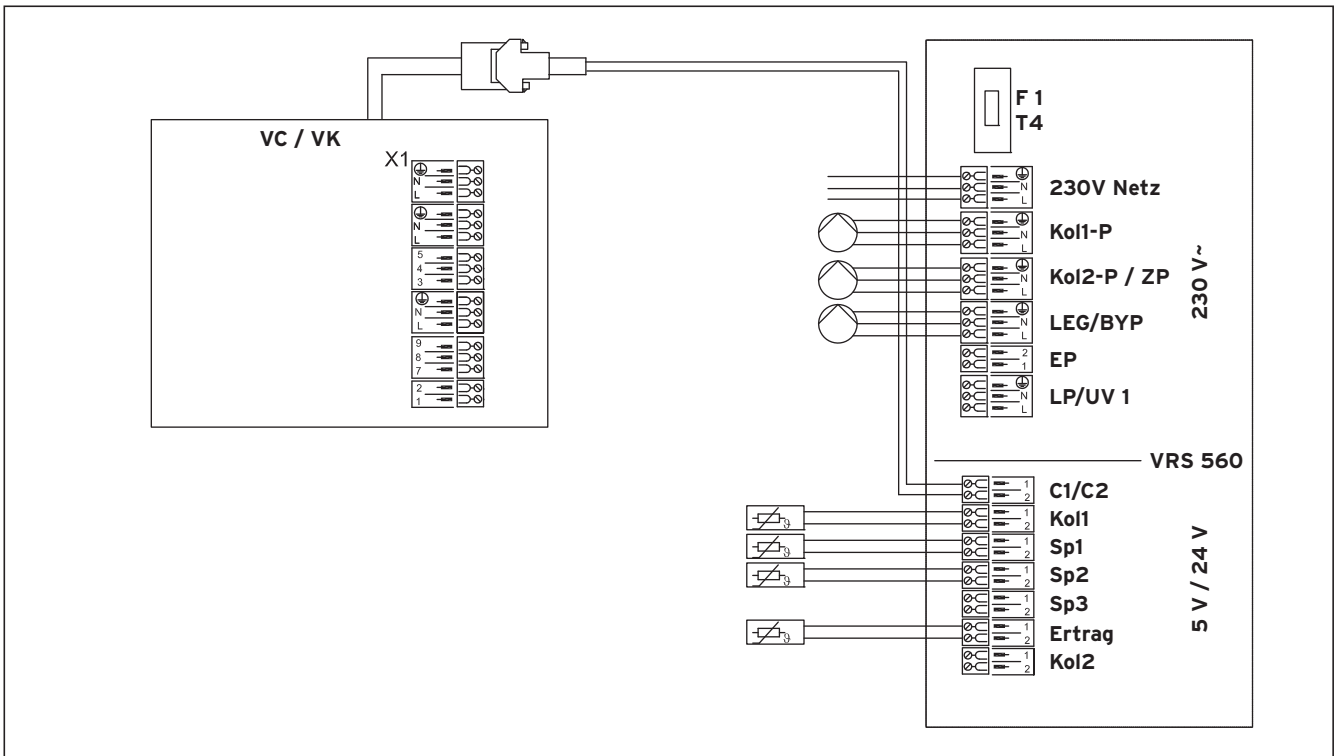 VC / VK
X1
N
L
N
L
5
4
3
N
L
9
8
7
2
1
F 1
T4
N
L
230V Netz
N
L
Kol1-P
N
L
Kol2-P / ZP
N
L
LEG/BYP
2
1
EP
N
L
LP/UV 1
230 V~
VRS 560
1
2
C1/C2
ϑ
1
2
Kol1
ϑ
1
2
Sp1
ϑ
1
2
Sp2
1
2
Sp3
ϑ
1
2
Ertrag
1
2
Kol2
5 V / 24 V